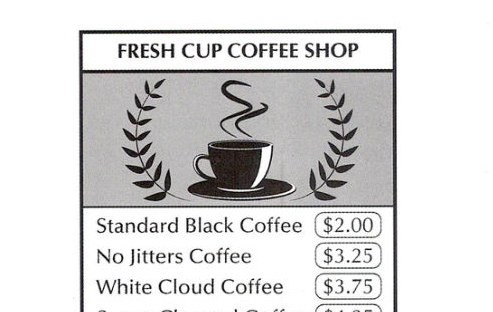 FRESH CUP COFFEE SHOP
Standard Black Coffee $2.00
No Jitters Coffee $3.25
White Cloud Coffee $3.75